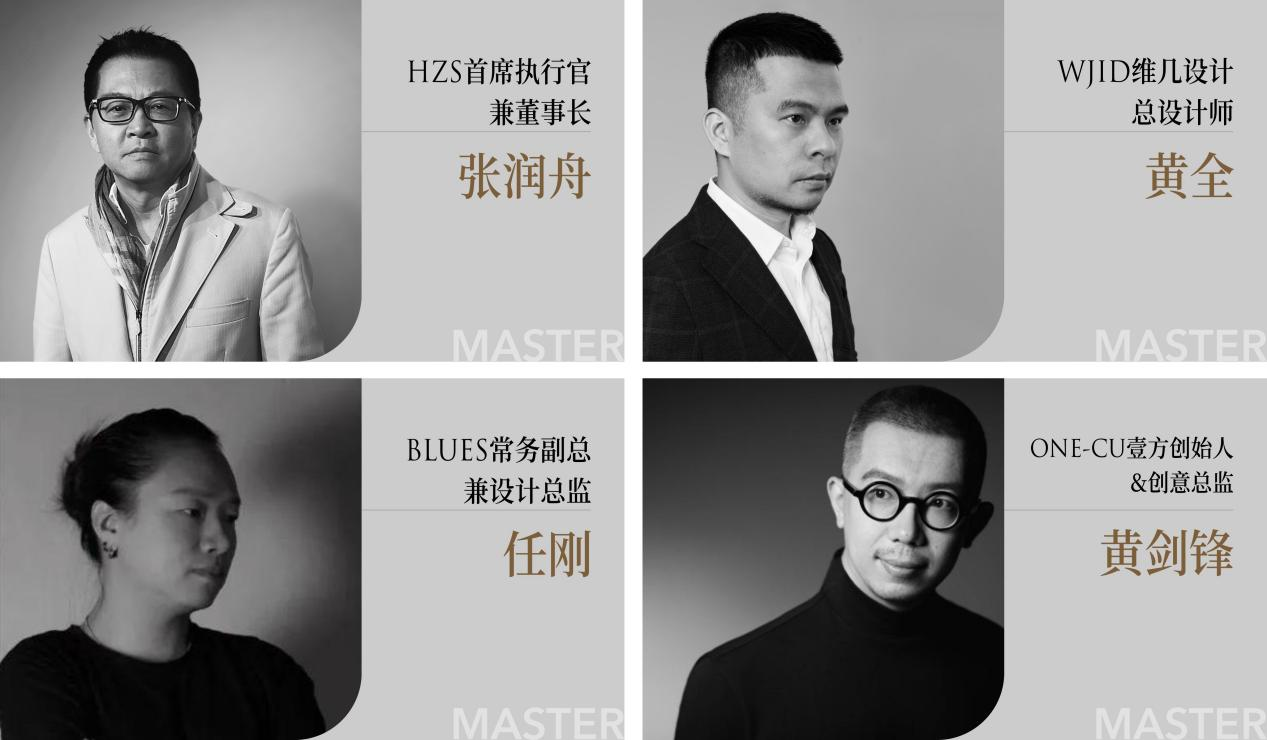 HZS首席执行官
兼董事长
张润舟
MASTER
WJID维几设计
总设计师
黄全
MASTER
BLUES常务副总
兼设计总监
任刚
MASTER
ONE-CU壹方创始人
&创意总监
黄剑锋
MASTER